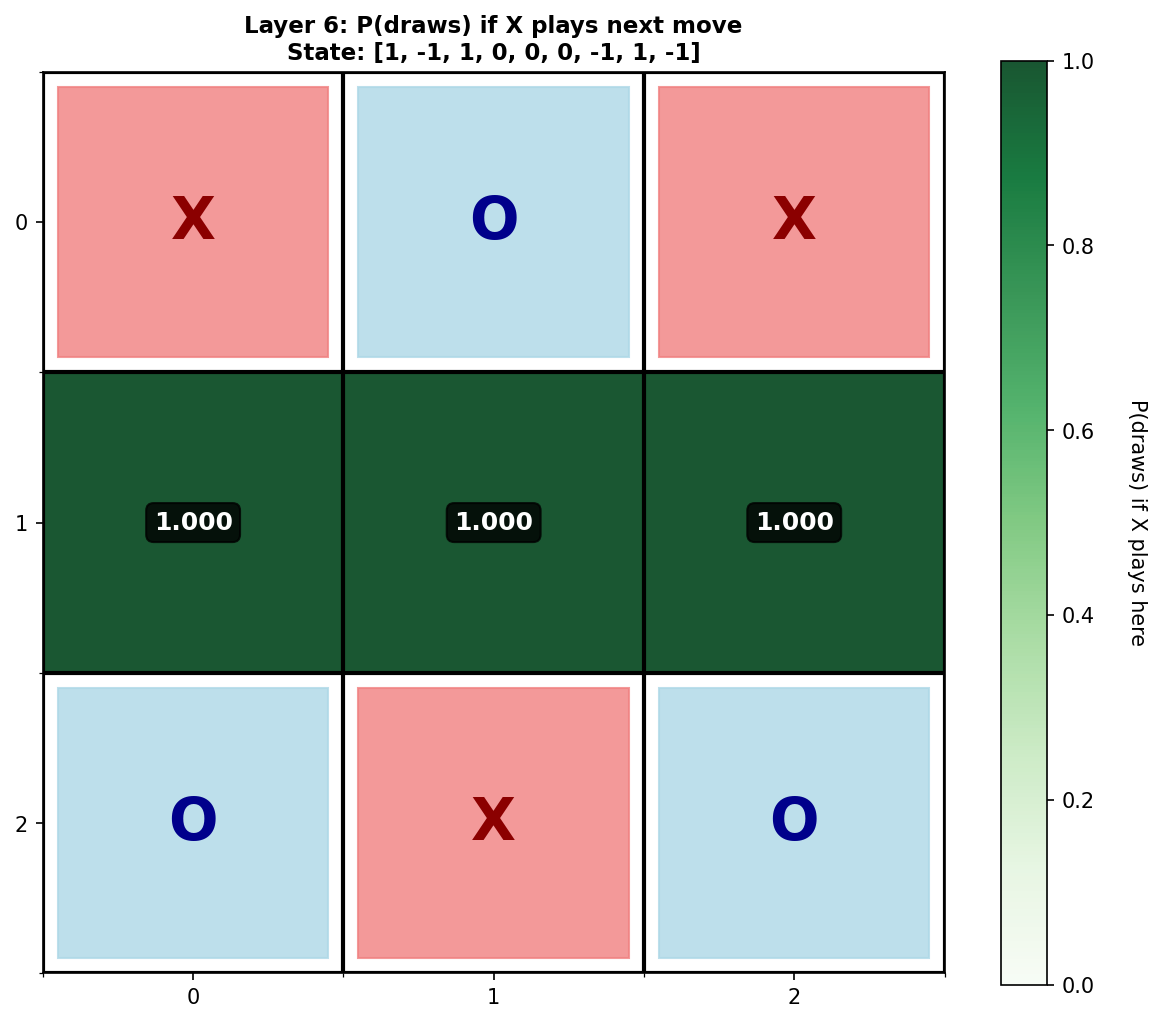 Layer 6: P(draws) if X plays next move
State: [1, -1, 1, 0, 0, 0, -1, 1, -1]
X
O
X
1.000
1.000
1.000
O
X
O
0
1
2
0
1
2
1.0
0.8
0.6
0.4
0.2
0.0
P(draws) if X plays here